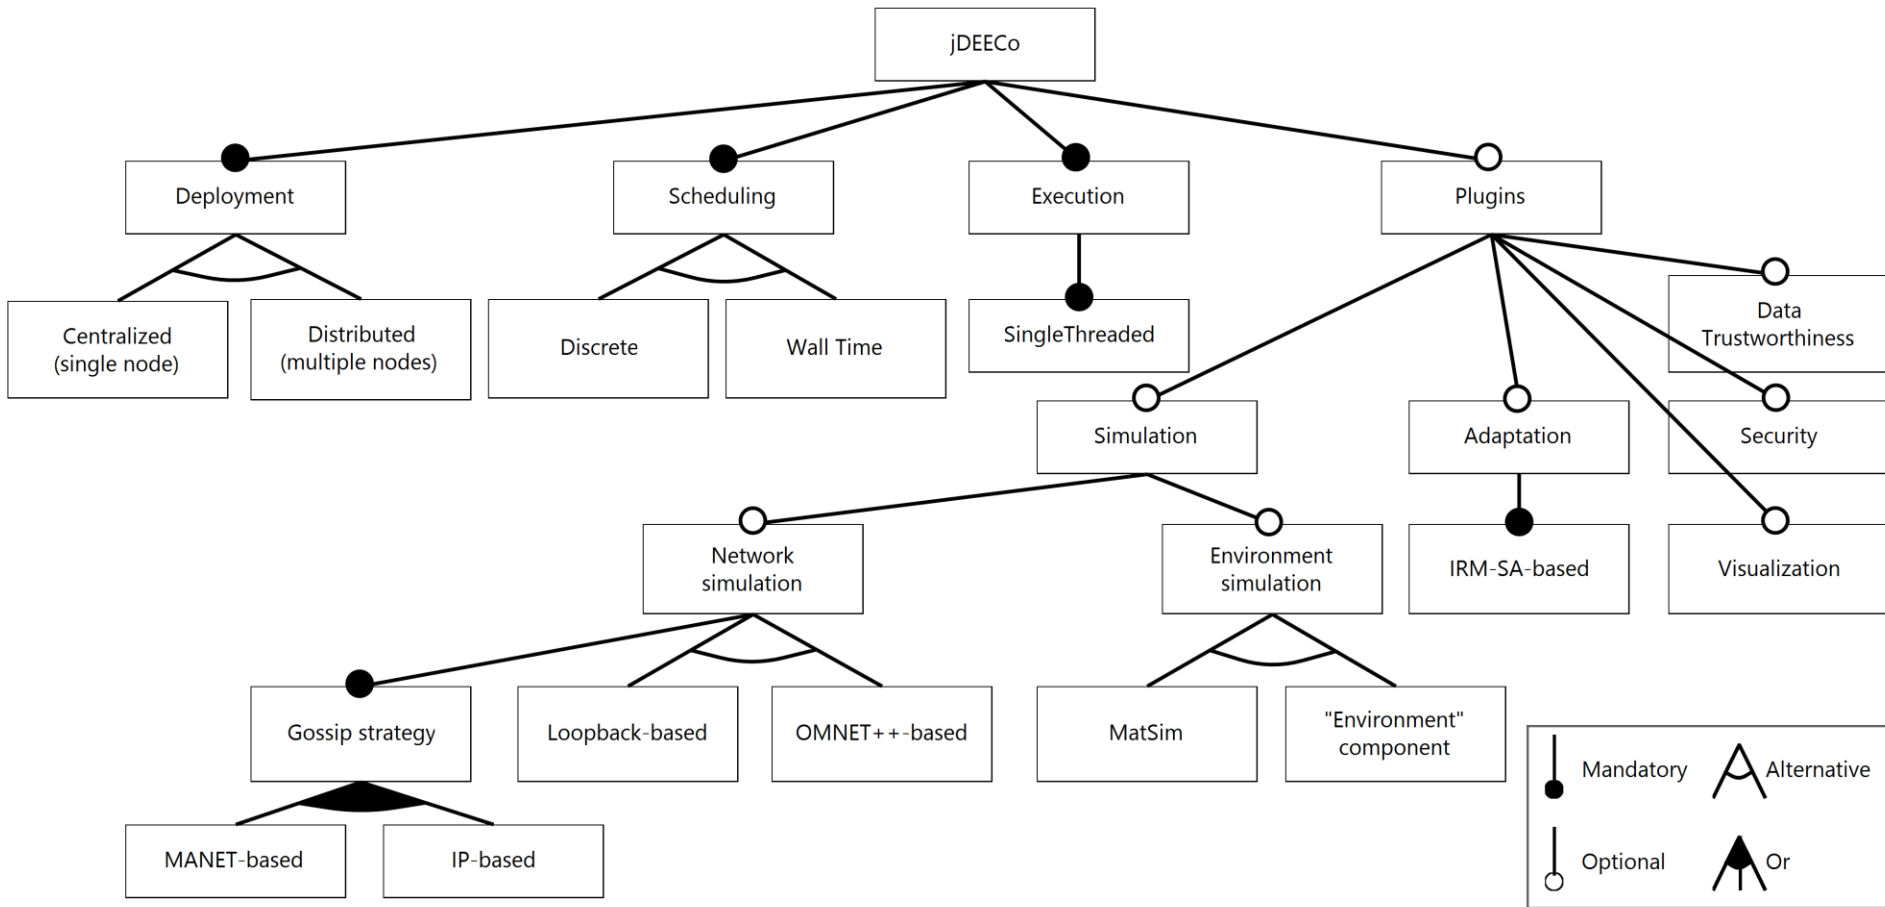 jDEECo
Deployment
Scheduling
Execution
Plugins
Centralized
(single node)
Distributed
(multiple nodes)
Discrete
Wall Time
SingleThreaded
Data
Trustworthiness
Simulation
Adaptation
Security
Network
simulation
Environment
simulation
IRM-SA-based
Visualization
Gossip strategy
Loopback-based
OMNET++-based
MatSim
"Environment"
component
MANET-based
IP-based
Mandatory
Alternative
Optional
Or